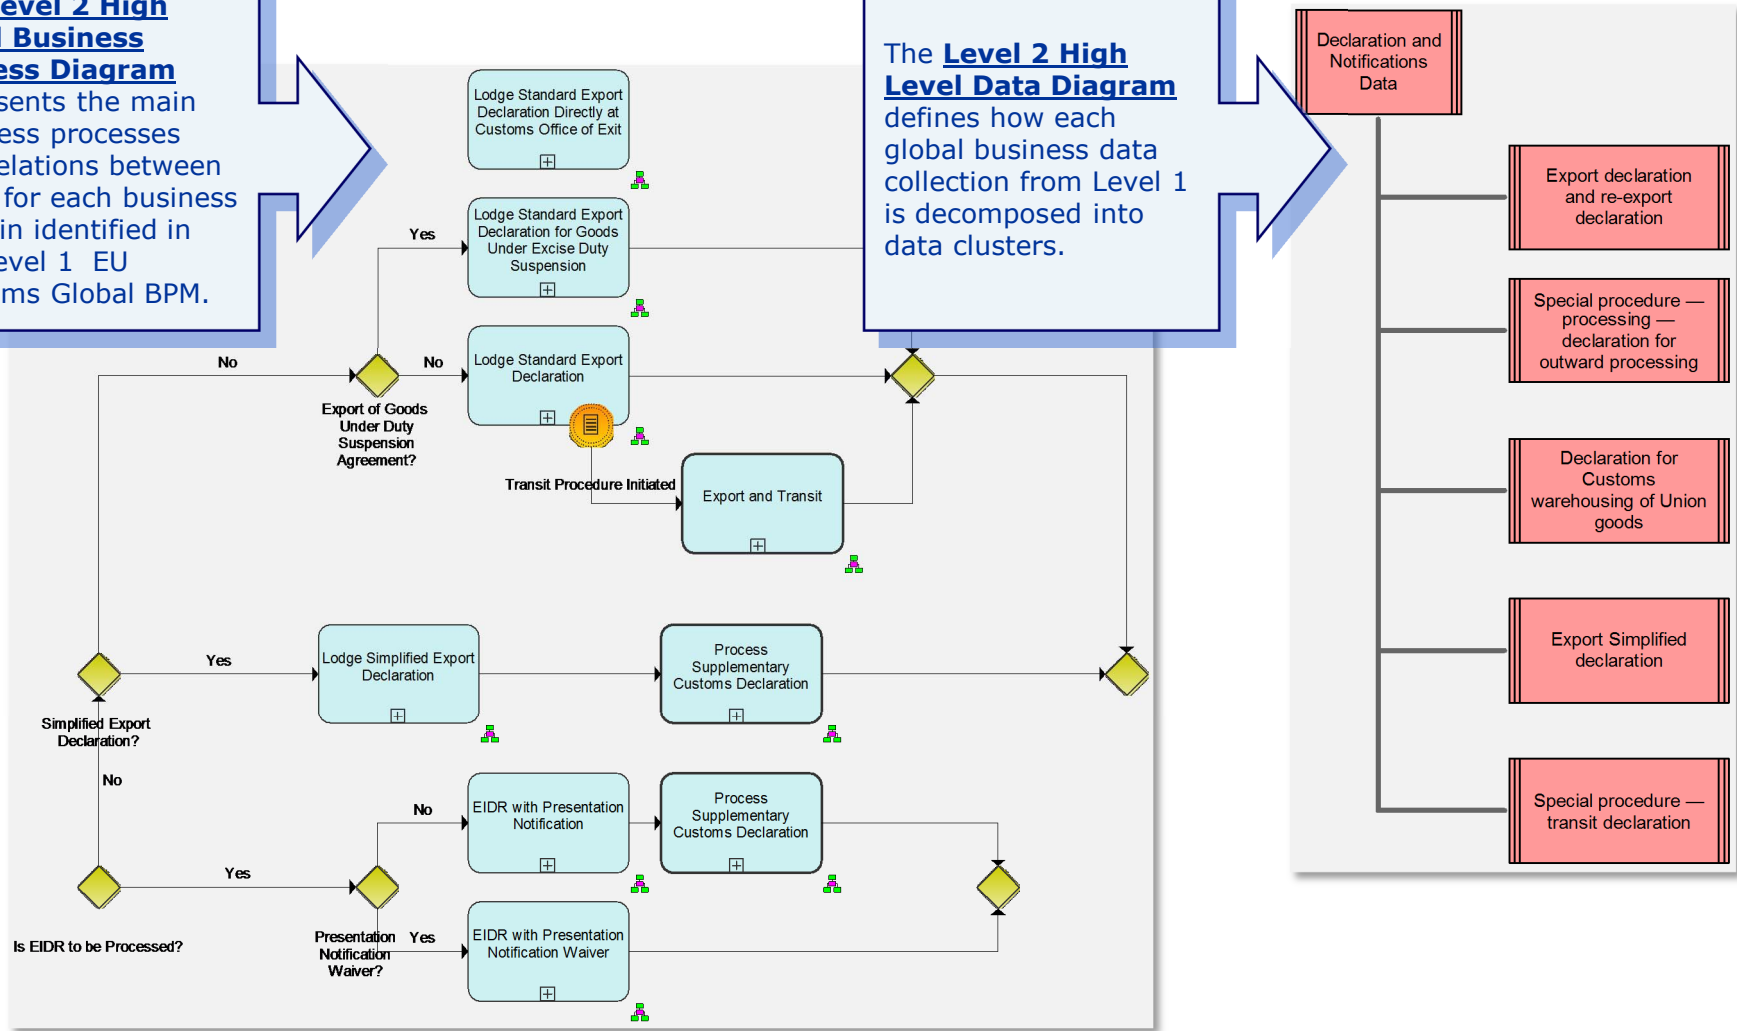 evel 2 High
l Business
ess Diagram
sents the main
ess processes
elations between
for each business
in identified in
evel 1 EU
ms Global BPM.
The Level 2 High
Level Data Diagram
defines how each
global business data
collection from Level 1
is decomposed into
data clusters.
Lodge Standard Export
Declaration Directly at
Customs Office of Exit
Yes
Lodge Standard Export
Declaration for Goods
Under Excise Duty
Suspension
No
Export of Goods
Under Duty
Suspension
Agreement?
No
Lodge Standard Export
Declaration
Transit Procedure Initiated
Export and Transit
Simplified Export
Declaration?
Yes
Lodge Simplified Export
Declaration
Process
Supplementary
Customs Declaration
No
Is EIDR to be Processed?
Yes
Presentation
Notification
Waiver?
No
EIDR with Presentation
Notification
Process
Supplementary
Customs Declaration
Yes
EIDR with Presentation
Notification Waiver
Declaration and
Notifications
Data
Export declaration
and re-export
declaration
Special procedure —
processing —
declaration for
outward processing
Declaration for
Customs
warehousing of Union
goods
Export Simplified
declaration
Special procedure —
transit declaration